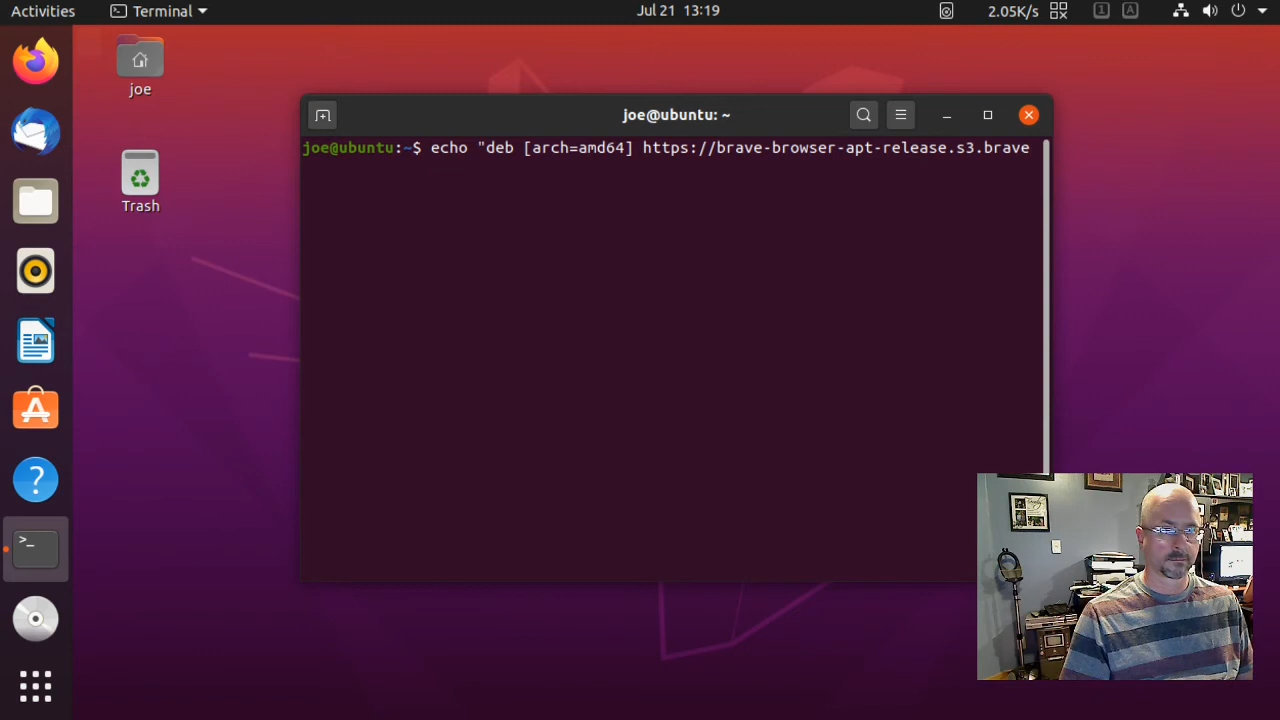 Activities
Terminal
Jul 21 13:19
2.05K/s
1
A
joe
Trash
joe@ubuntu: ~
joe@ubuntu:~$ echo "deb [arch=amd64] https://brave-browser-apt-release.s3.brave
>_
?